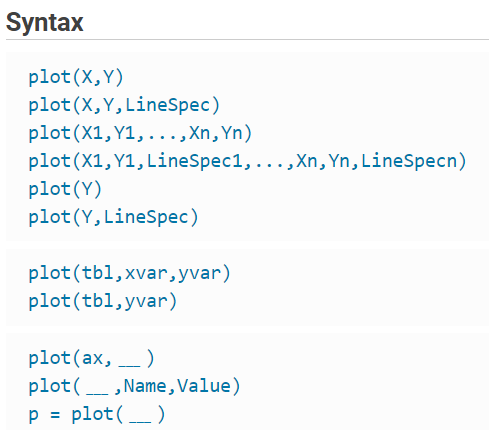 Syntax
plot(X,Y)
plot(X,Y,LineSpec)
plot(X1,Y1,...,Xn,Yn)
plot(X1,Y1,LineSpec1,...,Xn,Yn,LineSpecn)
plot(Y)
plot(Y,LineSpec)
plot(tbl,xvar,yvar)
plot(tbl,yvar)
plot(ax,___)
plot(___,Name,Value)
p = plot(___)